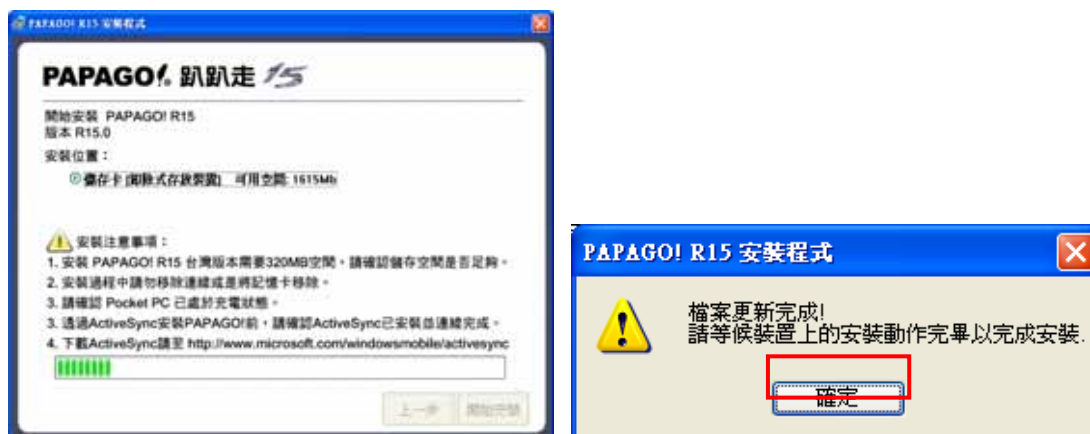 PAPAGO! R15 安裝程式
PAPAGO! 趴趴走 15
開始安裝 PAPAGO! R15
版本 R15.0
安裝位置：
儲存卡 (卸除式存放裝置) 可用空間: 1615Mb
安裝注意事項：
1. 安裝 PAPAGO! R15 台灣版本需要320MB空間，請確認儲存空間是否足夠。
2. 安裝過程中請勿移除連線或是將記憶卡移除。
3. 請確認 Pocket PC 已處於充電狀態。
3. 透過ActiveSync安裝PAPAGO!前，請確認ActiveSync已安裝並連線完成。
4. 下載ActiveSync請至 http://www.microsoft.com/windowsmobile/activesync
上一步 開始安裝
PAPAGO! R15 安裝程式
檔案更新完成!
請等候裝置上的安裝動作完畢以完成安裝.
確定